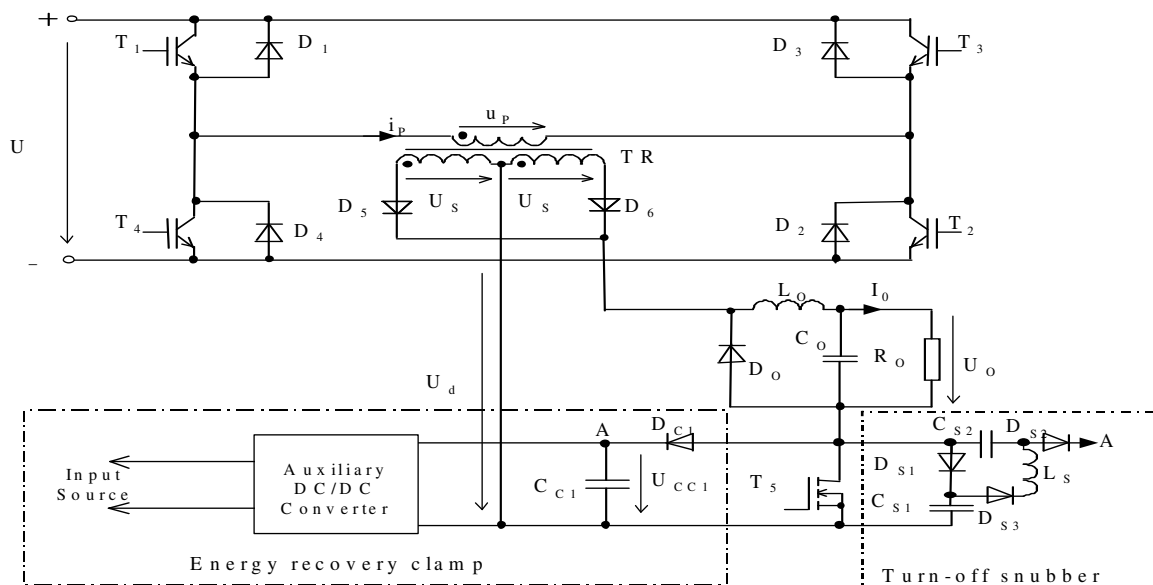 +
T1
D1
D3
T3
U
iP
uP
TR
US
US
D5
D6
T4
D4
D2
T2
−
LO
I0
CO
RO
DO
UO
Ud
A
DC1
CS2
DS2
A
Input
Source
Auxiliary
DC/DC
Converter
CC1
UCC1
T5
DS1
CS1
LS
DS3
Energy recovery clamp
Turn-off snubber